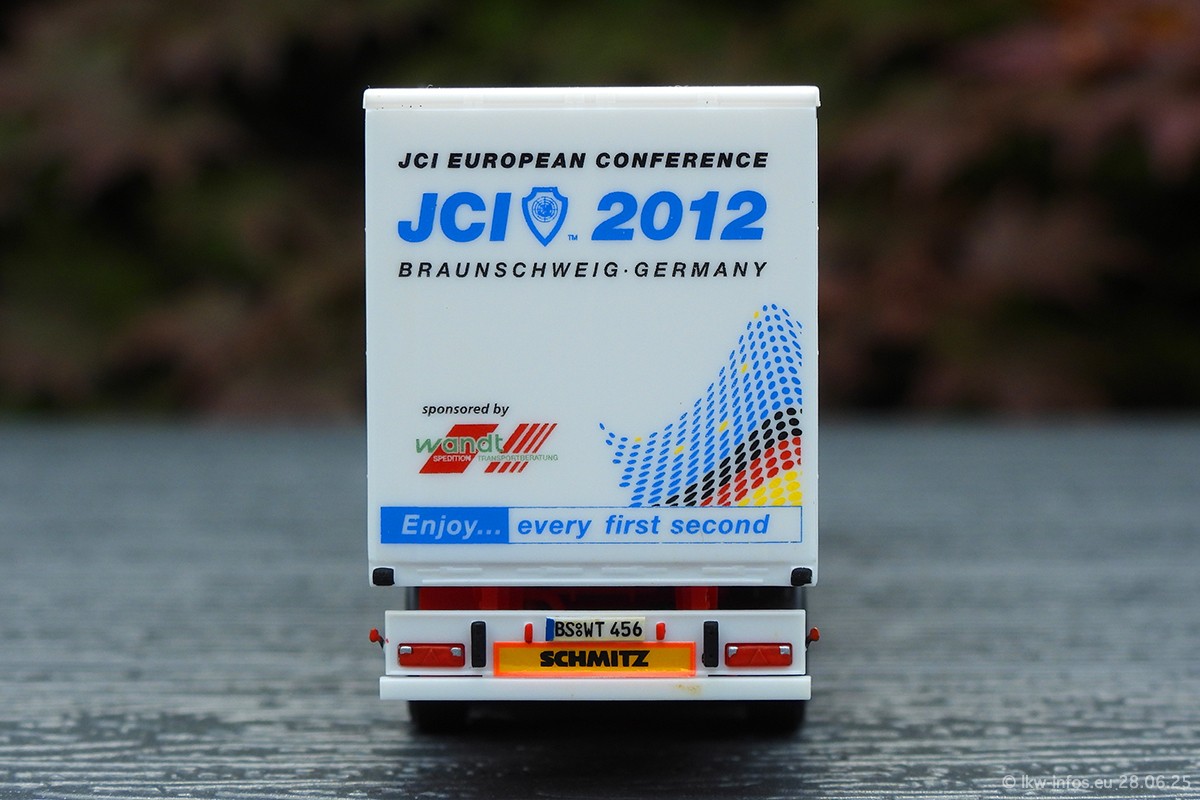 JCI EUROPEAN CONFERENCE
JCI ™ 2012
BRAUNSCHWEIG·GERMANY
sponsored by
wandt
SPEDITION TRANSPORTBERATUNG
Enjoy... every first second
BS WT 456
SCHMITZ
© lkw-infos.eu 28.06.25